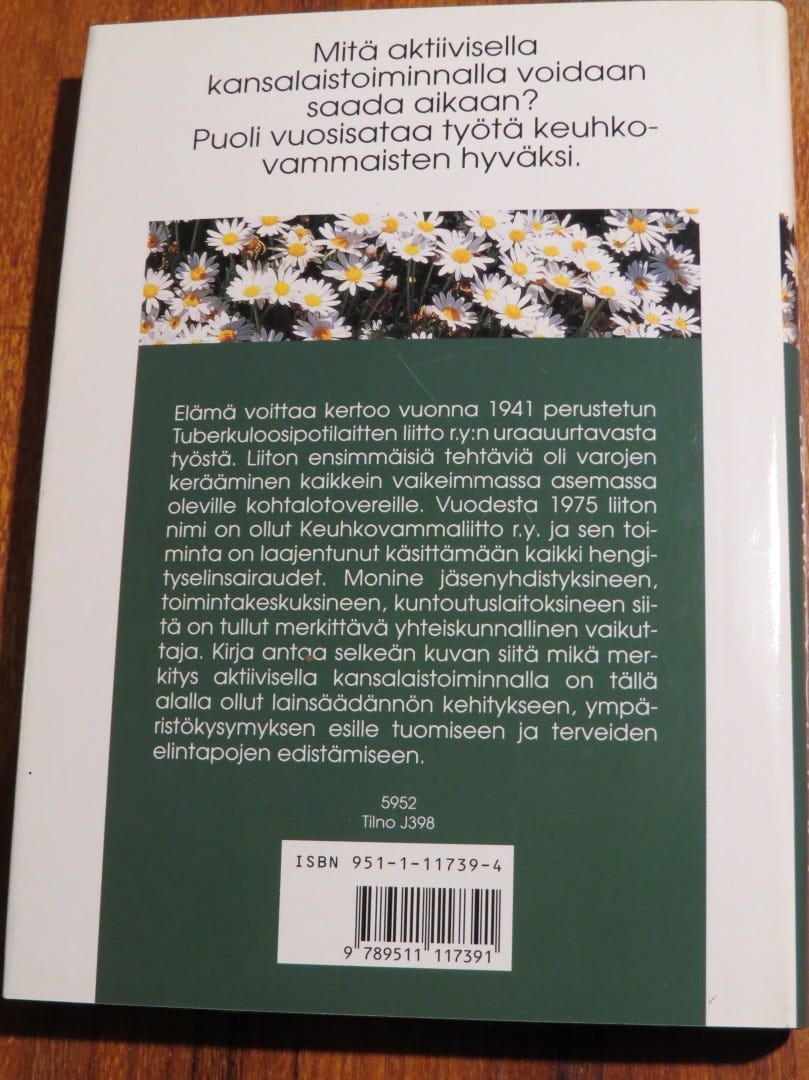 Mitä aktiivisella
kansalaistoiminnalla voidaan
saada aikaan?
Puoli vuosisataa työtä keuhko-
vammaisten hyväksi.
Elämä voittaa kertoo vuonna 1941 perustetun
Tuberkuloosipotilaitten liitto r.y:n uraauurtavasta
työstä. Liiton ensimmäisiä tehtäviä oli varojen
kerääminen kaikkein vaikeimmassa asemassa
oleville kohtalotovereille. Vuodesta 1975 liiton
nimi on ollut Keuhkovammaliitto r.y. ja sen toi-
minta on laajentunut käsittämään kaikki hengi-
tyselinsairaudet. Monine jäsenyhdistyksineen,
toimintakeskuksineen, kuntoutuslaitoksineen sii-
tä on tullut merkittävä yhteiskunnallinen vaikut-
taja. Kirja antaa selkeän kuvan siitä mikä mer-
kitys aktiivisella kansalaistoiminnalla on tällä
alalla ollut lainsäädännön kehitykseen, ympä-
ristökysymyksen esille tuomiseen ja terveiden
elintapojen edistämiseen.
5952
Tilno J398
ISBN 951-1-11739-4
9 789511 117391